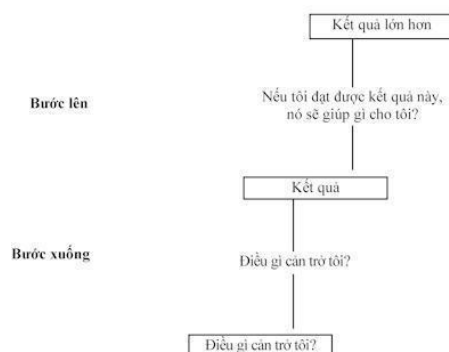 Kết quả lớn hơn
Bước lên
Nếu tôi đạt được kết quả này,
nó sẽ giúp gì cho tôi?
Kết quả
Bước xuống
Điều gì cản trở tôi?
Điều gì cản trở tôi?